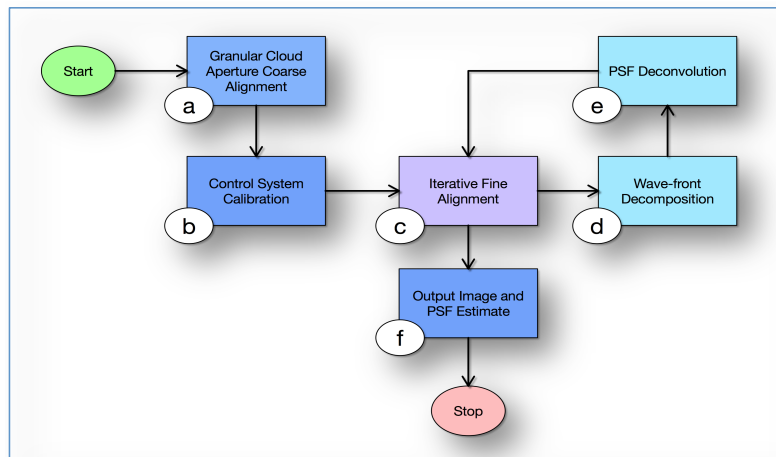 Start
Granular Cloud
Aperture Coarse
Alignment
a
Control System
Calibration
b
Iterative Fine
Alignment
c
Wave-front
Decomposition
d
PSF Deconvolution
e
Output Image and
PSF Estimate
f
Stop